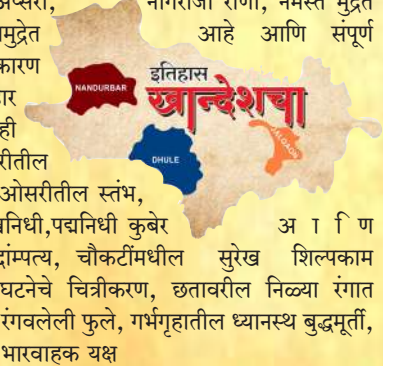 अप्सरा, नागराजा राणी, नमस्ते मुद्रेत
मुद्रेत आहे आणि संपूर्ण
कारण
NANDURBAR
इतिहास
खान्देशचा
ही
DHULE
JALGAON
रीतील
ओसरीतील स्तंभ,
निधी,पद्मनिधी कुबेर अ ा ि ण
दांम्पत्य, चौकटींमधील सुरेख शिल्पकाम
घटनेचे चित्रीकरण, छतावरील निळ्या रंगात
रंगवलेली फुले, गर्भगृहातील ध्यानस्थ बुद्धमूर्ती,
भारवाहक यक्ष